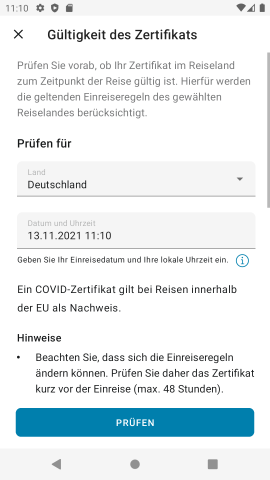 11:10
Gültigkeit des Zertifikats
Prüfen Sie vorab, ob Ihr Zertifikat im Reiseland
zum Zeitpunkt der Reise gültig ist. Hierfür werden
die geltenden Einreiseregeln des gewählten
Reiselandes berücksichtigt.
Prüfen für
Land
Deutschland
Datum und Uhrzeit
13.11.2021 11:10
Geben Sie Ihr Einreisedatum und Ihre lokale Uhrzeit ein.
Ein COVID-Zertifikat gilt bei Reisen innerhalb
der EU als Nachweis.
Hinweise
• Beachten Sie, dass sich die Einreiseregeln
ändern können. Prüfen Sie daher das Zertifikat
kurz vor der Einreise (max. 48 Stunden).
PRÜFEN